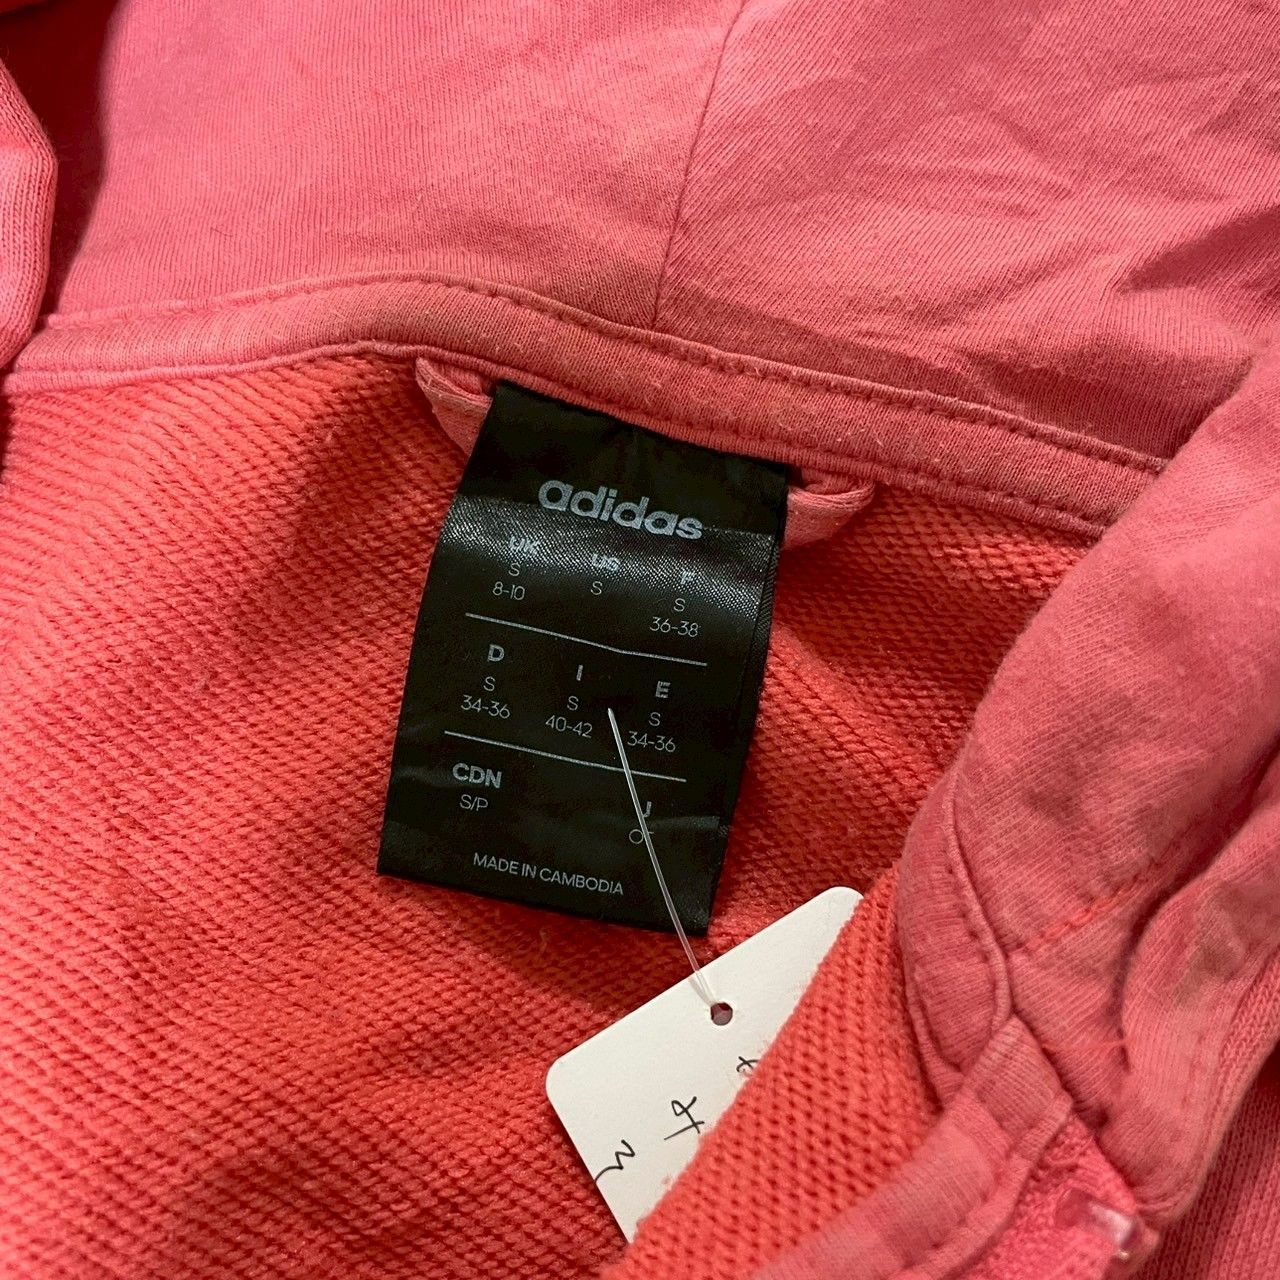 adidas
UK US F
S S S
8-10 36-38
D I E
S S S
34-36 40-42 34-36
CDN J
S/P
MADE IN CAMBODIA